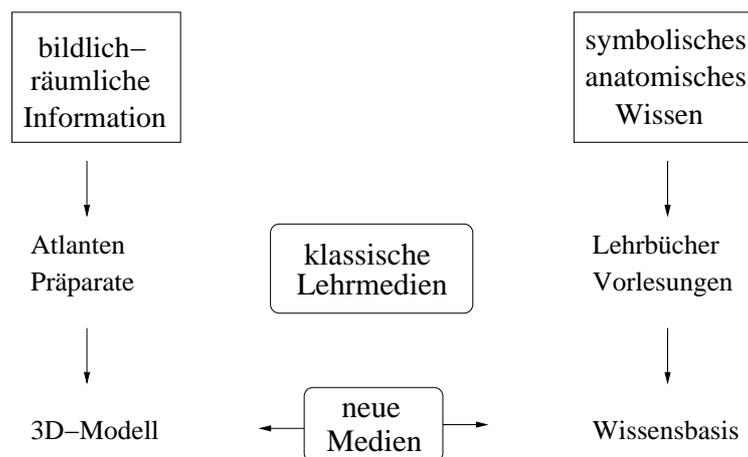 bildlich–
räumliche
Information
symbolisches
anatomisches
Wissen
Atlanten
Präparate
klassische
Lehrmedien
Lehrbücher
Vorlesungen
3D–Modell
neue
Medien
Wissensbasis